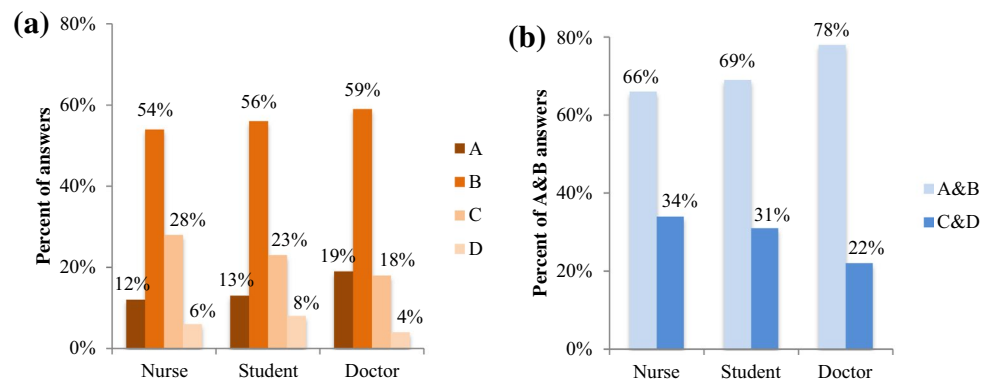 (a)
Percent of answers
80%
60%
40%
20%
0%
12%
54%
28%
6%
13%
56%
23%
8%
19%
59%
18%
4%
Nurse
Student
Doctor
A
B
C
D
(b)
Percent of A&B answers
80%
60%
40%
20%
0%
66%
34%
69%
31%
78%
22%
Nurse
Student
Doctor
A&B
C&D